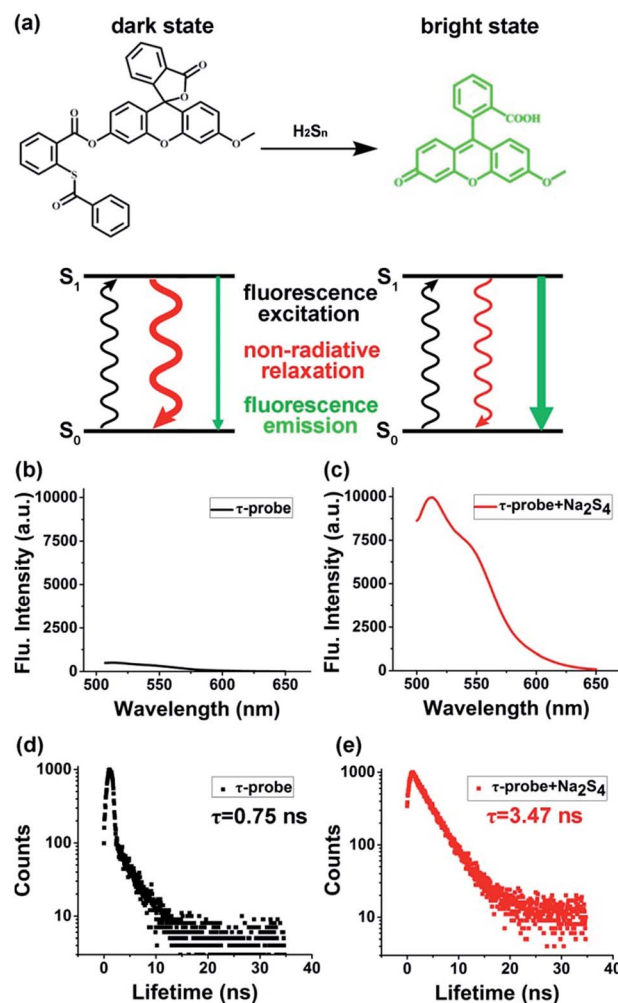 (a)
dark state
bright state
O
O
O
O
O
O
S
O
H₂Sₙ
COOH
O
O
O
S₁
S₀
fluorescence
excitation
non-radiative
relaxation
fluorescence
emission
S₁
S₀
(b)
Flu. Intensity (a.u.)
10000
7500
5000
2500
0
τ-probe
500 550 600 650
Wavelength (nm)
(c)
Flu. Intensity (a.u.)
10000
7500
5000
2500
0
τ-probe+Na₂S₄
500 550 600 650
Wavelength (nm)
(d)
Counts
1000
100
10
τ-probe
τ=0.75 ns
0 10 20 30 40
Lifetime (ns)
(e)
Counts
1000
100
10
τ-probe+Na₂S₄
τ=3.47 ns
0 10 20 30 40
Lifetime (ns)